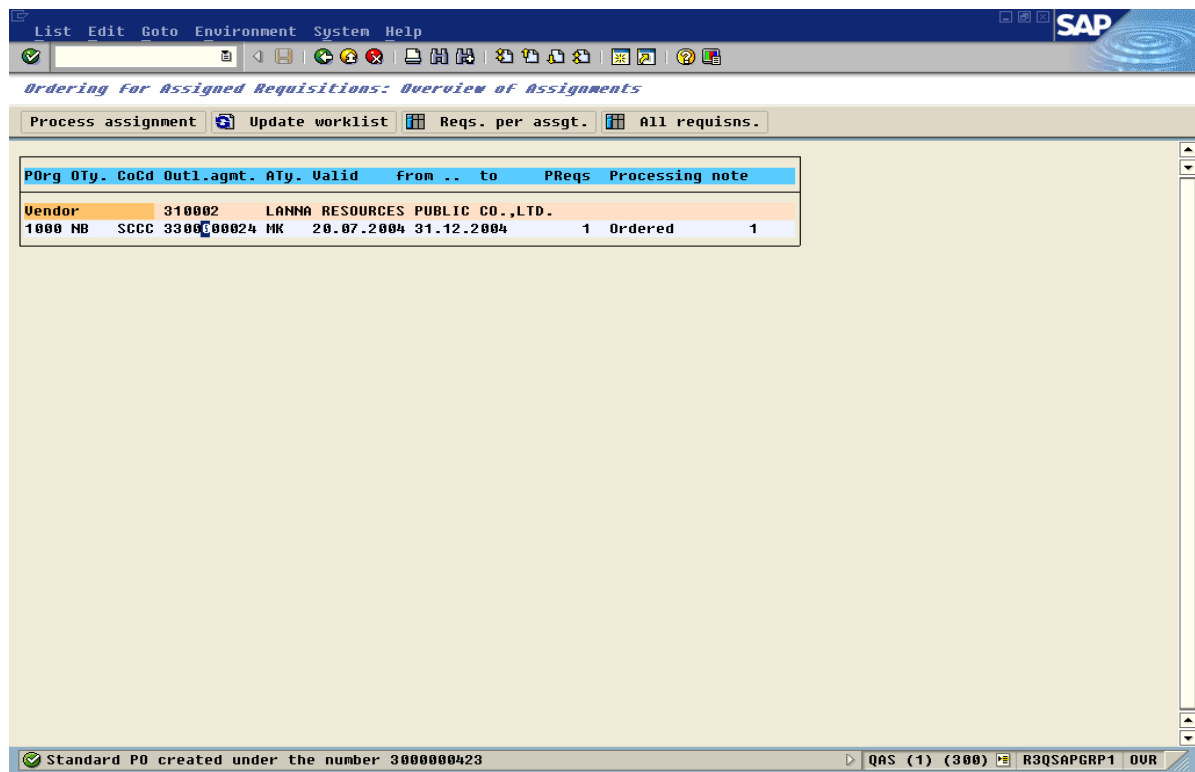 List Edit Goto Environment System Help
SAP
Ordering for Assigned Requisitions: Overview of Assignments
Process assignment Update worklist Reqs. per assgt. All requisns.
POrg OTy. CoCd Outl.agmt. ATy. Valid from .. to PReqs Processing note
Vendor 310002 LANNA RESOURCES PUBLIC CO.,LTD.
1000 NB SCCC MK 20.07.2004 31.12.2004 1 Ordered 1
Standard PO created under the number 3000000423 QAS (1) (300) R3QSAPGRP1 OVR